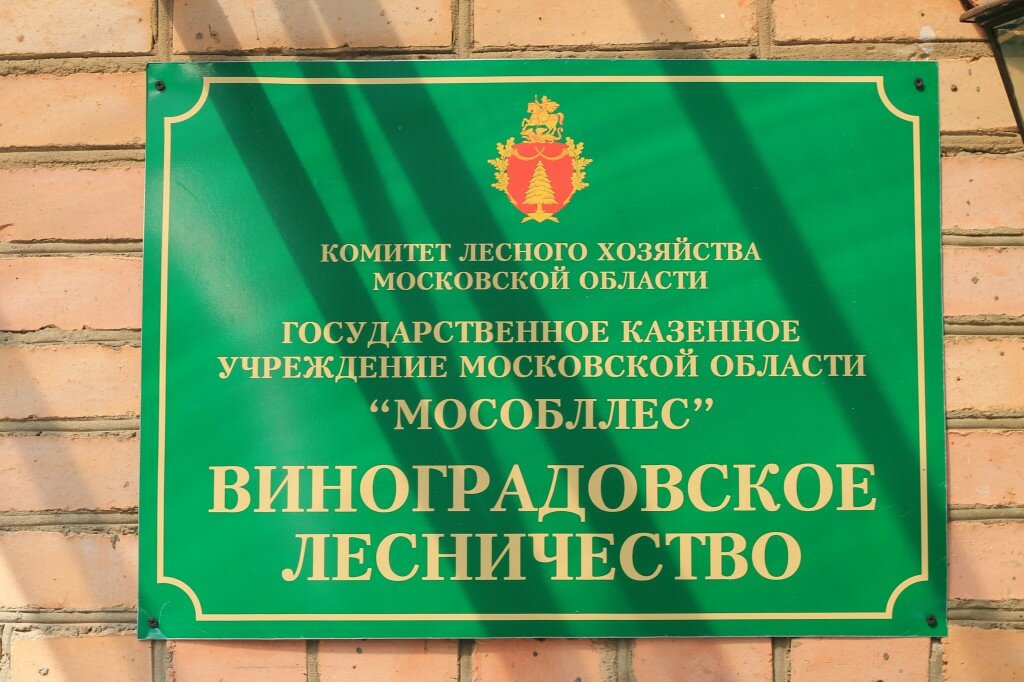 КОМИТЕТ ЛЕСНОГО ХОЗЯЙСТВА
МОСКОВСКОЙ ОБЛАСТИ
ГОСУДАРСТВЕННОЕ КАЗЕННОЕ
УЧРЕЖДЕНИЕ МОСКОВСКОЙ ОБЛАСТИ
“МОСОБЛЛЕС”
ВИНОГРАДОВСКОЕ
ЛЕСНИЧЕСТВО